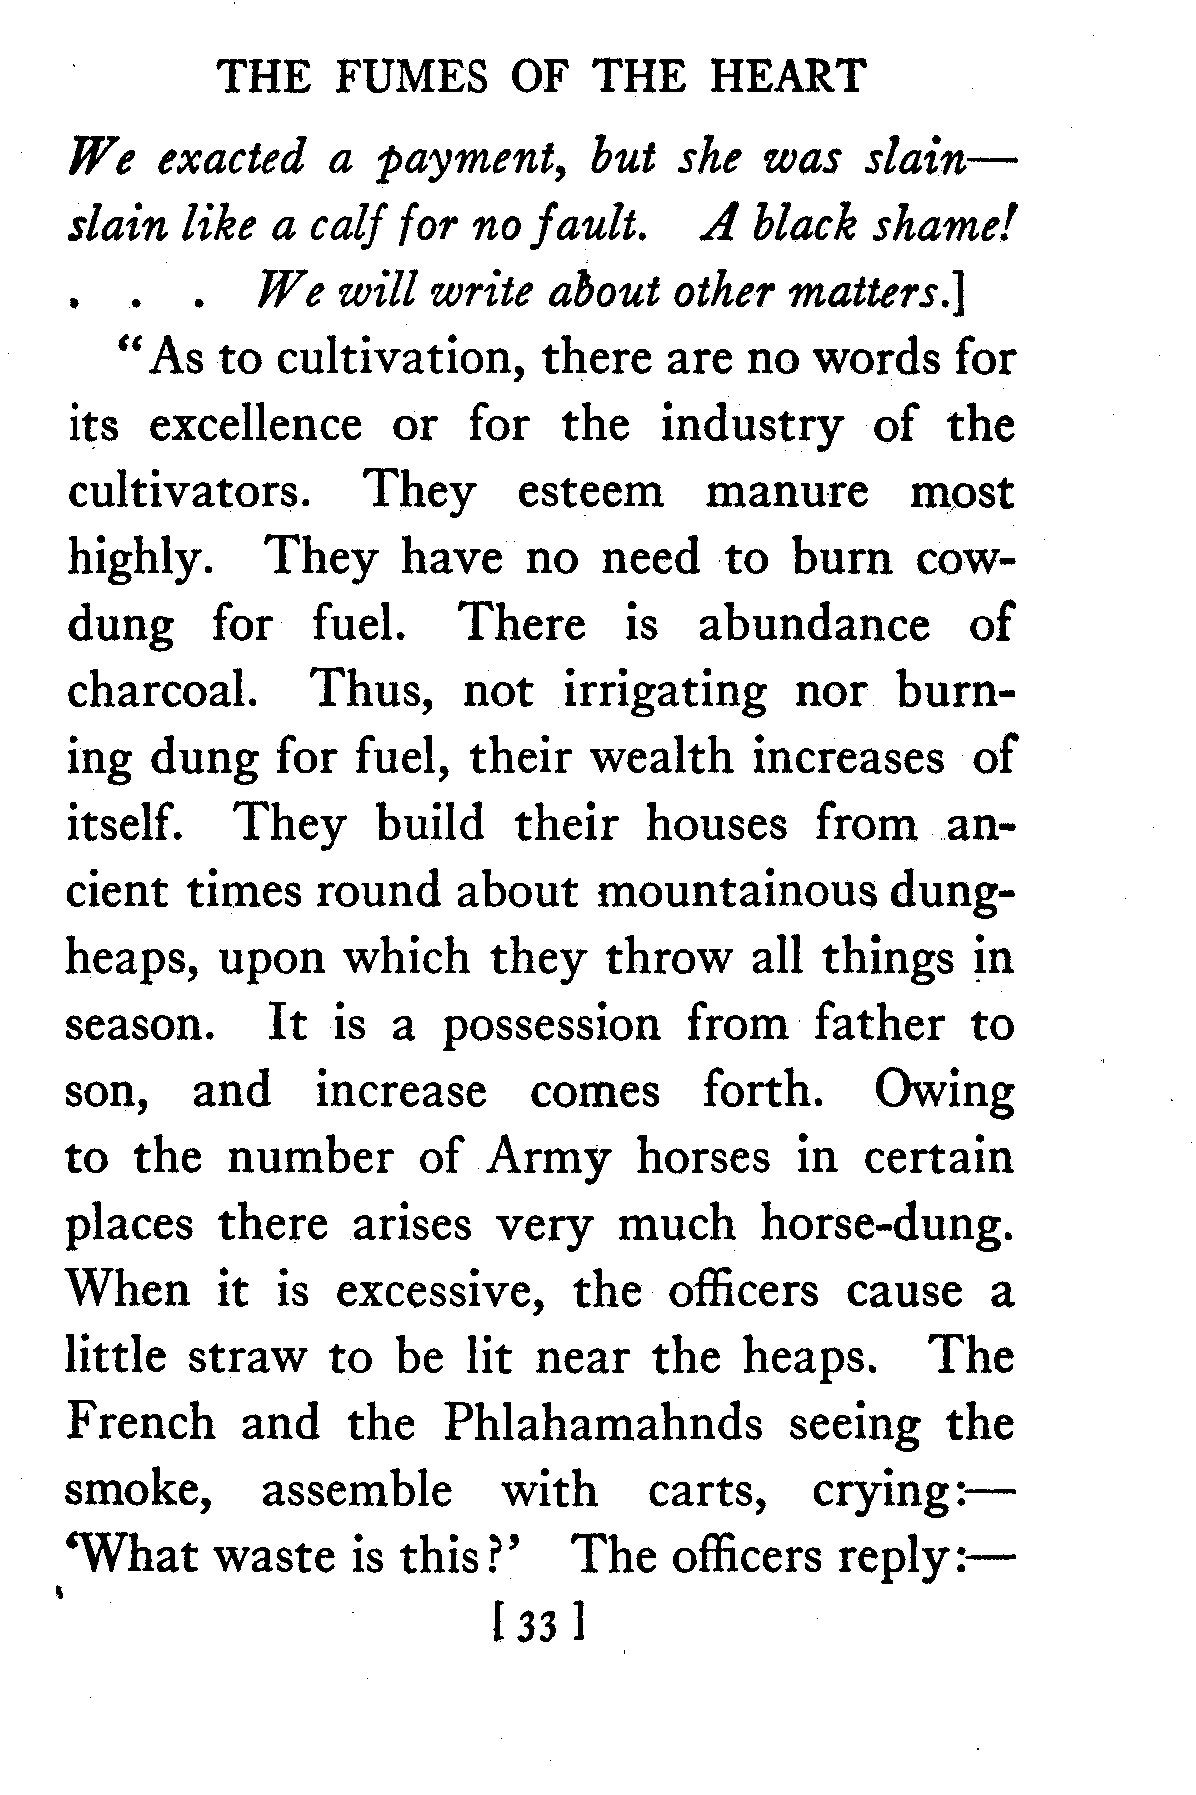 THE FUMES OF THE HEART
We exacted a payment, but she was slain—
slain like a calf for no fault. A black shame!
. . . We will write about other matters.]
“As to cultivation, there are no words for
its excellence or for the industry of the
cultivators. They esteem manure most
highly. They have no need to burn cow-
dung for fuel. There is abundance of
charcoal. Thus, not irrigating nor burn-
ing dung for fuel, their wealth increases of
itself. They build their houses from an-
cient times round about mountainous dung-
heaps, upon which they throw all things in
season. It is a possession from father to
son, and increase comes forth. Owing
to the number of Army horses in certain
places there arises very much horse-dung.
When it is excessive, the officers cause a
little straw to be lit near the heaps. The
French and the Phlahamahnds seeing the
smoke, assemble with carts, crying:—
‘What waste is this?’ The officers reply:—
[ 33 ]